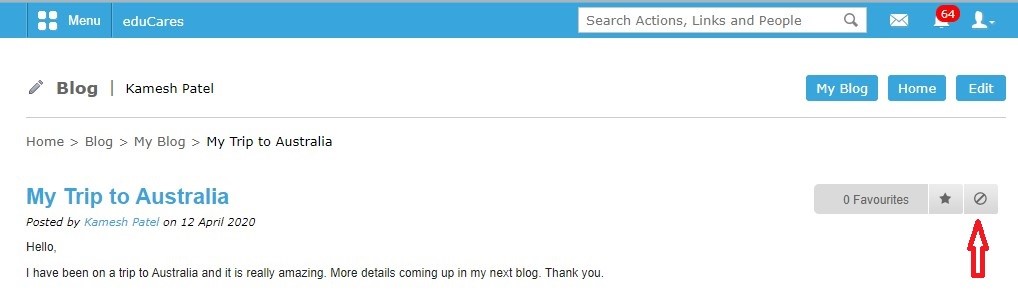 Menu eduCares Search Actions, Links and People 64
Blog | Kamesh Patel My Blog Home Edit
Home > Blog > My Blog > My Trip to Australia
My Trip to Australia 0 Favourites
Posted by Kamesh Patel on 12 April 2020
Hello,
I have been on a trip to Australia and it is really amazing. More details coming up in my next blog. Thank you.